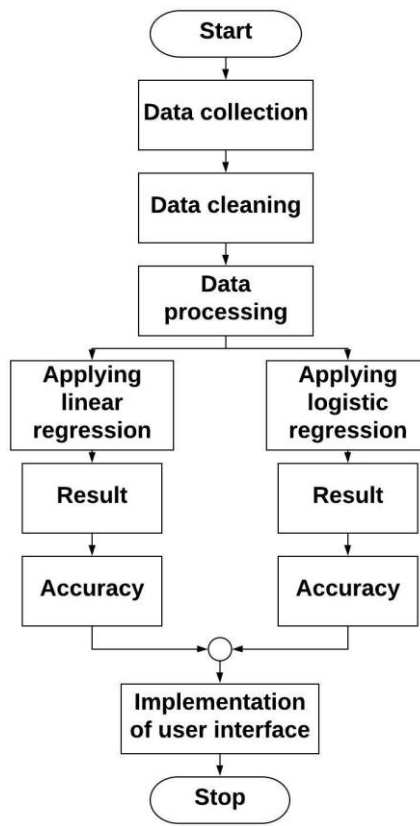 Start
Data collection
Data cleaning
Data
processing
Applying
linear
regression
Applying
logistic
regression
Result
Result
Accuracy
Accuracy
Implementation
of user interface
Stop